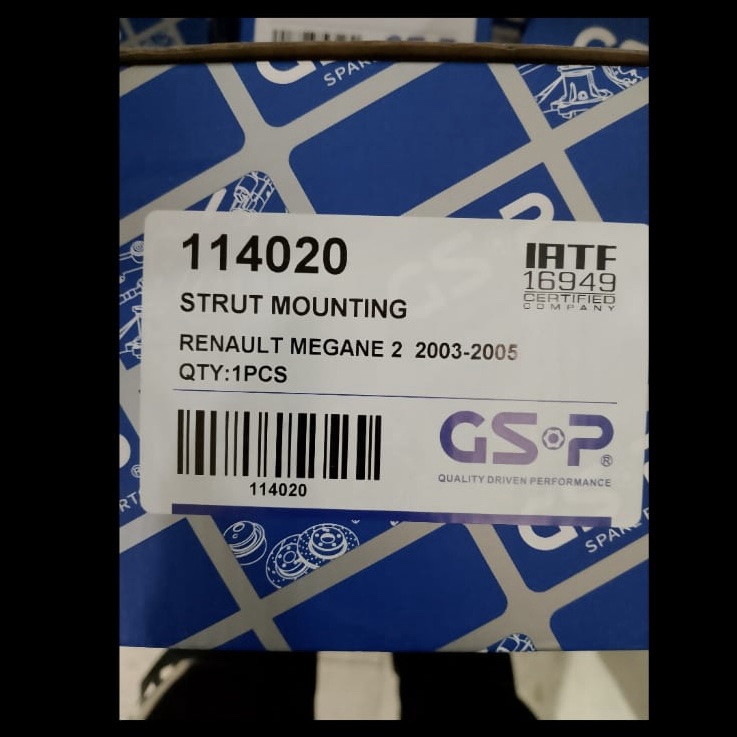 114020
IATF
16949
CERTIFIED
COMPANY
STRUT MOUNTING
RENAULT MEGANE 2 2003-2005
QTY:1PCS
114020
GSP®
QUALITY DRIVEN PERFORMANCE